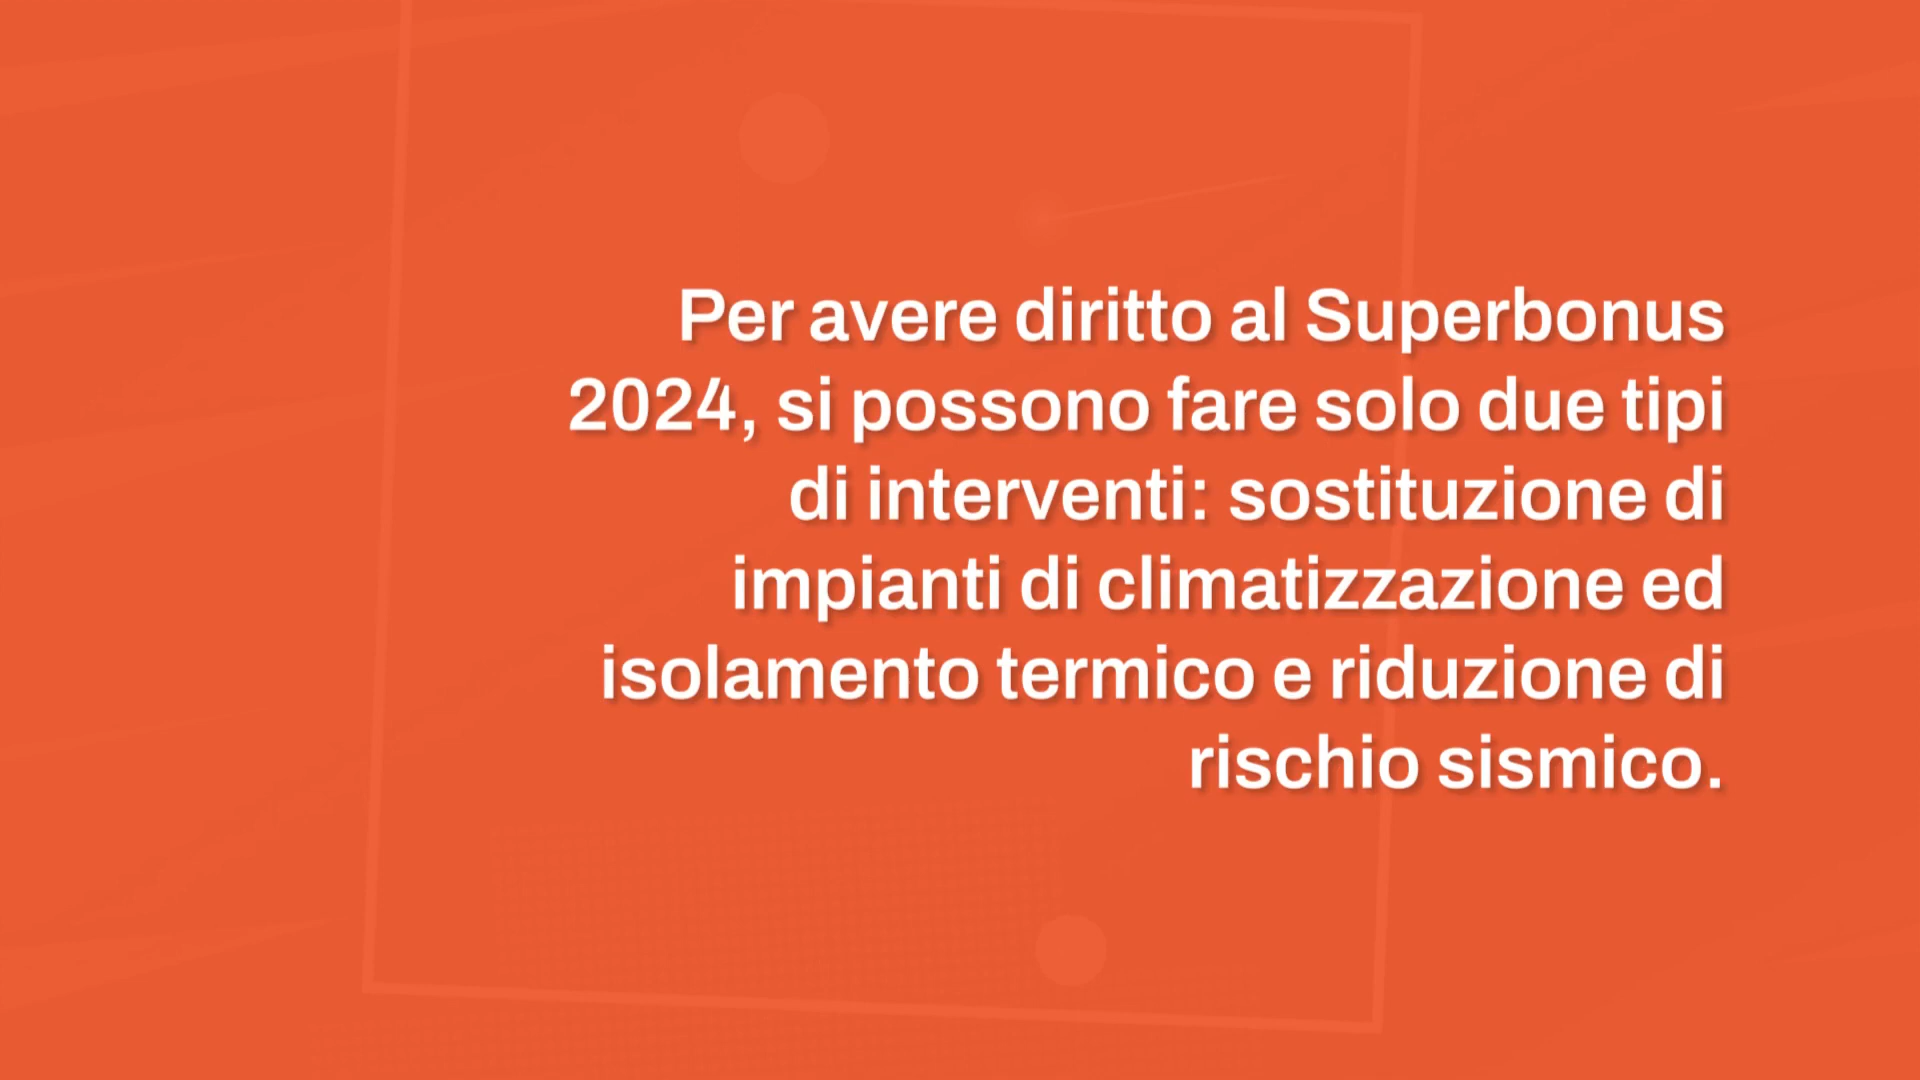 Per avere diritto al Superbonus
2024, si possono fare solo due tipi
di interventi: sostituzione di
impianti di climatizzazione ed
isolamento termico e riduzione di
rischio sismico.